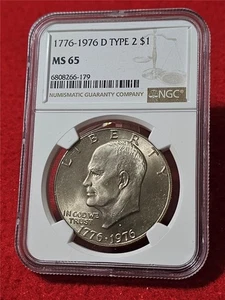 1776-1976 D TYPE 2 $1
MS 65
6808266-179
NUMISMATIC GUARANTY COMPANY
NGC
LIBERTY
IN GOD WE
TRUST
1776·1976